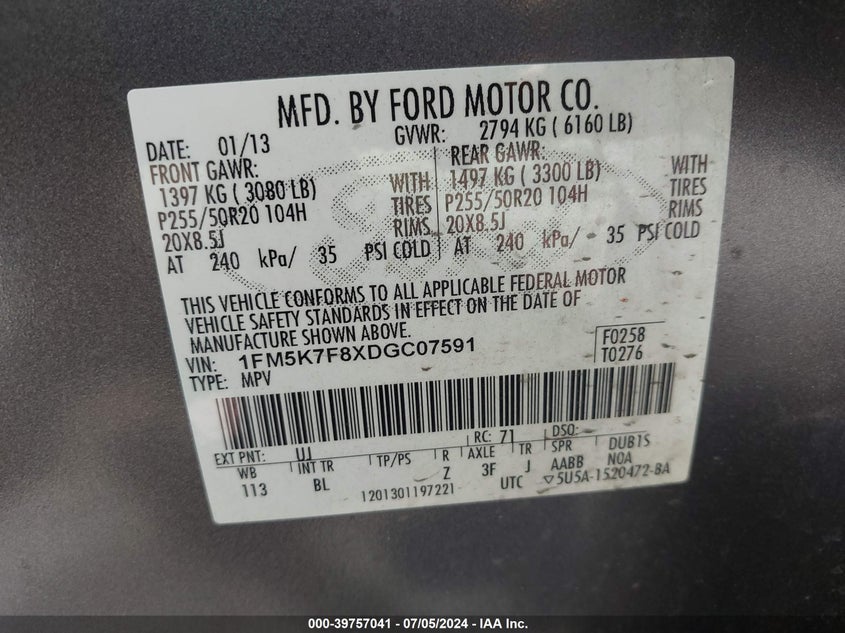 MFD. BY FORD MOTOR CO.
DATE: 01/13 GVWR: 2794 KG ( 6160 LB)
FRONT GAWR: REAR GAWR:
1397 KG ( 3080 LB) WITH 1497 KG ( 3300 LB) WITH
P255/50R20 104H TIRES P255/50R20 104H TIRES
20X8.5J RIMS 20X8.5J RIMS
AT 240 kPa/ 35 PSI COLD AT 240 kPa/ 35 PSI COLD
THIS VEHICLE CONFORMS TO ALL APPLICABLE FEDERAL MOTOR
VEHICLE SAFETY STANDARDS IN EFFECT ON THE DATE OF
MANUFACTURE SHOWN ABOVE.
VIN: 1FM5K7F8XDGC07591 F0258
TYPE: MPV T0276
EXT PNT: UJ RC: 71 DSO:
WB INT TR TP/PS R AXLE TR SPR DUB1S
113 BL Z 3F J AABB N0A
1201301197221 UTC ▽5U5A-1520472-BA
000-39757041 - 07/05/2024 - IAA Inc.